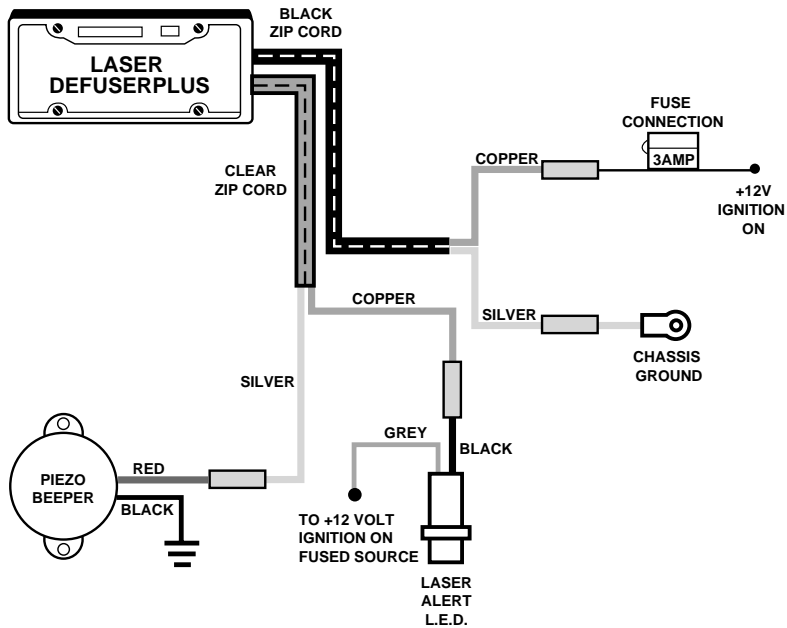 BLACK
ZIP CORD
LASER
DEFUSERPLUS
FUSE
CONNECTION
3AMP
COPPER
+12V
IGNITION
ON
CLEAR
ZIP CORD
COPPER
SILVER
CHASSIS
GROUND
SILVER
GREY
BLACK
RED
PIEZO
BEEPER
BLACK
TO +12 VOLT
IGNITION ON
FUSED SOURCE
LASER
ALERT
L.E.D.